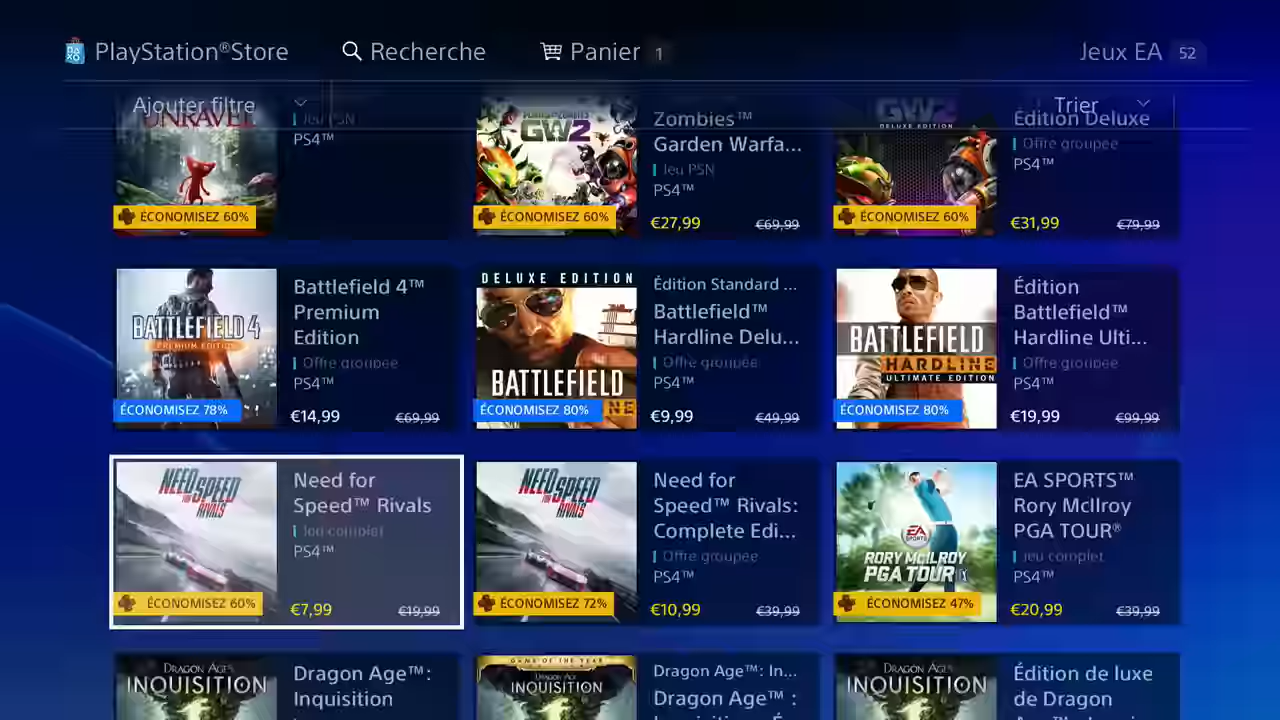 PlayStation®Store
Recherche
Panier 1
Jeux EA 52
Ajouter filtre
Trier
UNRAVEL
Jeu PSN
PS4™
ÉCONOMISEZ 60%
GW2
Zombies™
Garden Warfa...
Jeu PSN
PS4™
ÉCONOMISEZ 60%
€27,99 €69,99
GW2
DELUXE EDITION
Édition Deluxe
Offre groupée
PS4™
ÉCONOMISEZ 60%
€31,99 €79,99
BATTLEFIELD 4
PREMIUM EDITION
ÉCONOMISEZ 78%
Battlefield 4™
Premium
Edition
Offre groupée
PS4™
€14,99 €69,99
DELUXE EDITION
BATTLEFIELD
NE
ÉCONOMISEZ 80%
Édition Standard ...
Battlefield™
Hardline Delu...
Offre groupée
PS4™
€9,99 €49,99
BATTLEFIELD
HARDLINE
ULTIMATE EDITION
ÉCONOMISEZ 80%
Édition
Battlefield™
Hardline Ulti...
Offre groupée
PS4™
€19,99 €99,99
NEED FOR SPEED
RIVALS
ÉCONOMISEZ 60%
Need for
Speed™ Rivals
Jeu complet
PS4™
€7,99 €19,99
NEED FOR SPEED
RIVALS
ÉCONOMISEZ 72%
Need for
Speed™ Rivals:
Complete Edi...
Offre groupée
PS4™
€10,99 €39,99
EA SPORTS
RORY McILROY
PGA TOUR
ÉCONOMISEZ 47%
EA SPORTS™
Rory McIlroy
PGA TOUR®
Jeu complet
PS4™
€20,99 €39,99
DRAGON AGE
INQUISITION
Dragon Age™:
Inquisition
GAME OF THE YEAR
DRAGON AGE
INQUISITION
Dragon Age™: In...
Dragon Age™ :
DRAGON AGE
INQUISITION
Édition de luxe
de Dragon